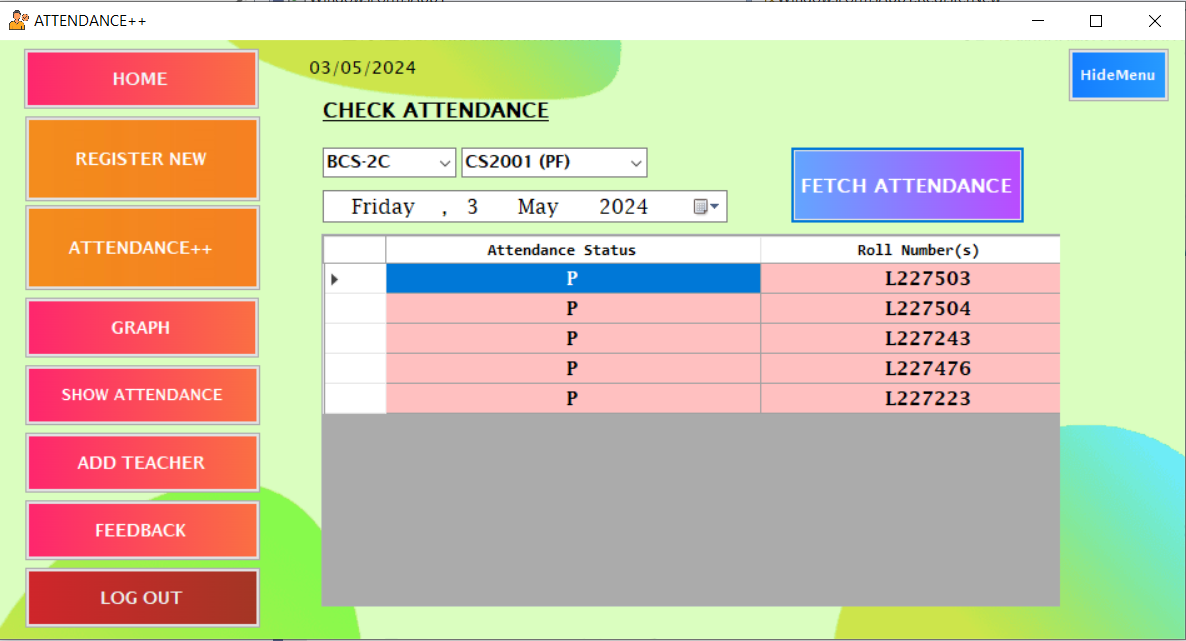 ATTENDANCE++
HOME
REGISTER NEW
ATTENDANCE++
GRAPH
SHOW ATTENDANCE
ADD TEACHER
FEEDBACK
LOG OUT
03/05/2024
HideMenu
CHECK ATTENDANCE
BCS-2C CS2001 (PF)
Friday , 3 May 2024
FETCH ATTENDANCE
Attendance Status Roll Number(s)
P L227503
P L227504
P L227243
P L227476
P L227223